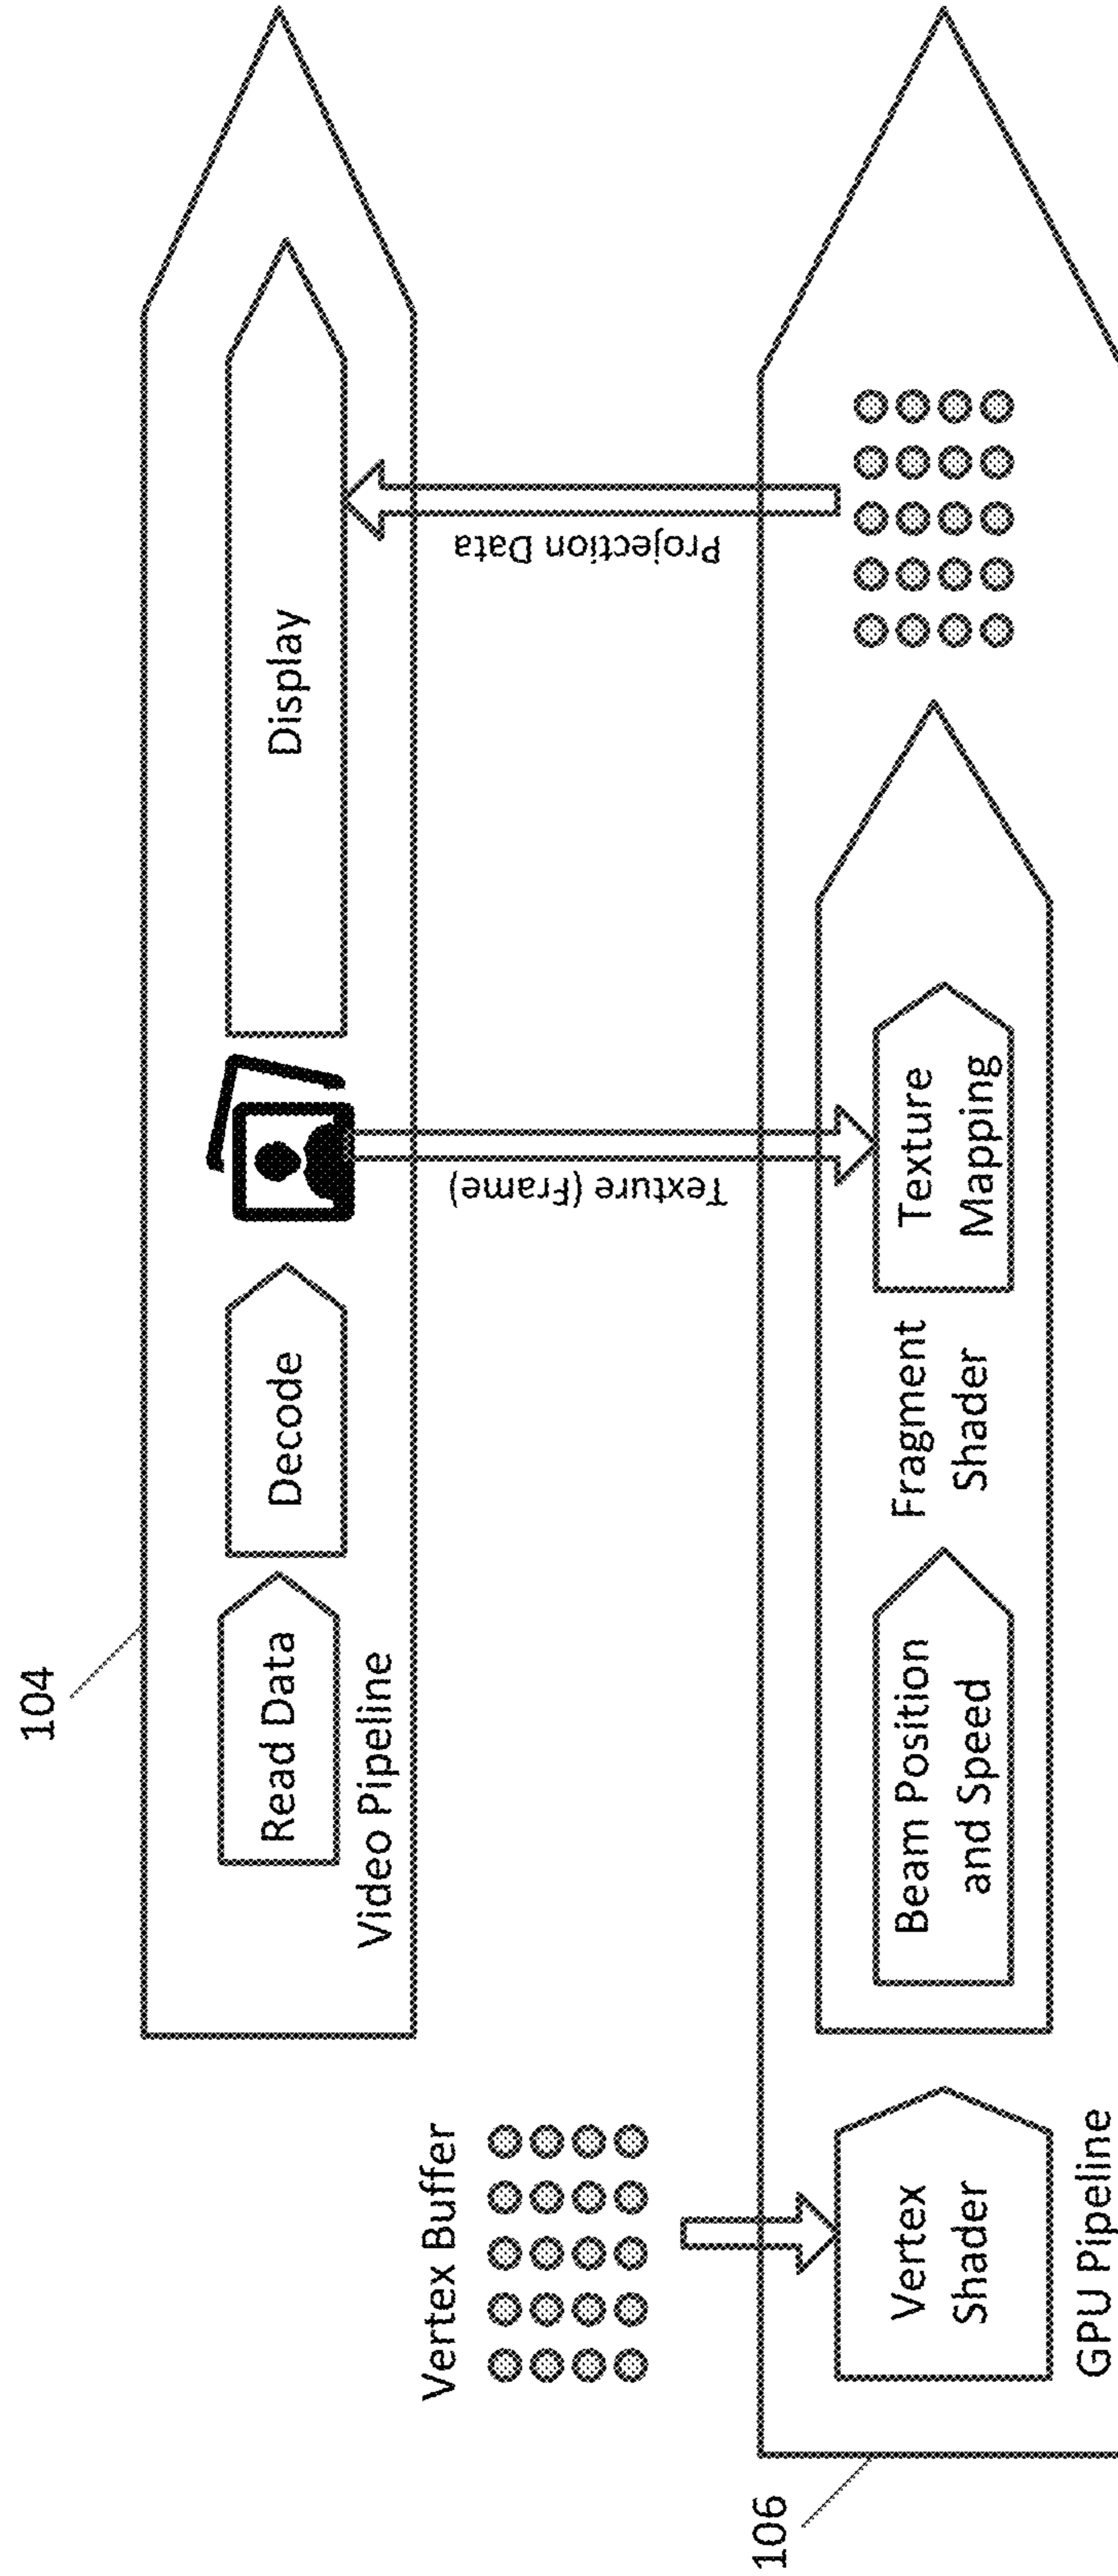 104
Read Data
Decode
Display
Video Pipeline
Vertex Buffer
Texture (Frame)
Projection Data
106
Vertex
Shader
Beam Position
and Speed
Fragment
Shader
Texture
Mapping
GPU Pipeline